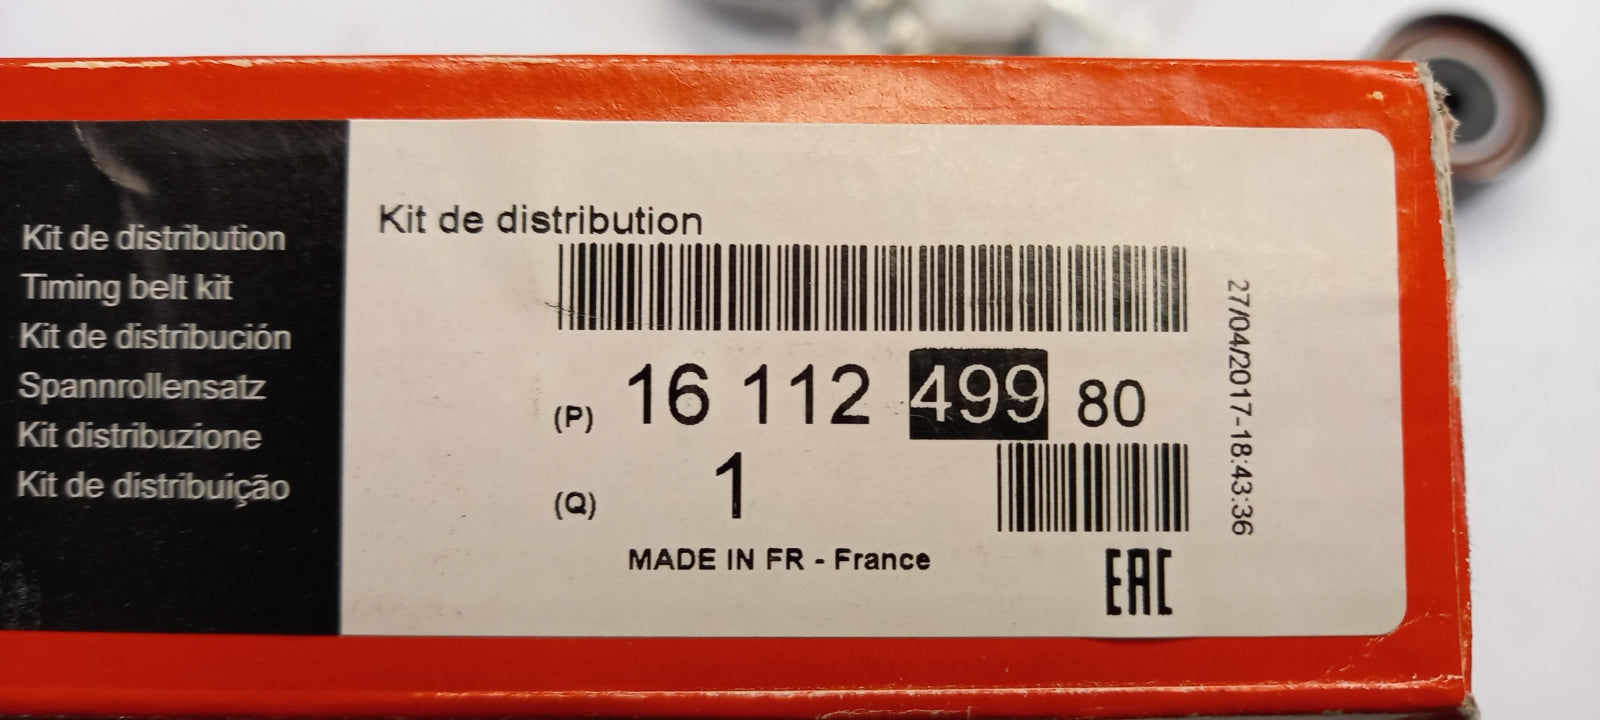 Kit de distribution
Timing belt kit
Kit de distribución
Spannrollensatz
Kit distribuzione
Kit de distribuição
Kit de distribution
(P) 16 112 499 80
(Q) 1
MADE IN FR - France
EAC
27/04/2017-18:43:36